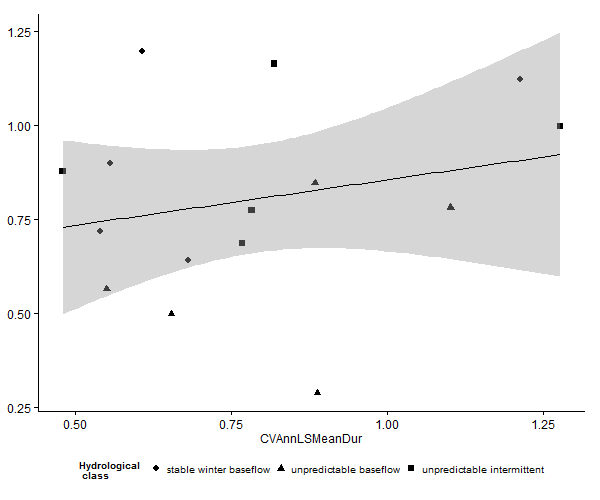 1.25
1.00
0.75
0.50
0.25
0.50 0.75 1.00 1.25
CVAnnLSMeanDur
Hydrological
class
stable winter baseflow unpredictable baseflow unpredictable intermittent